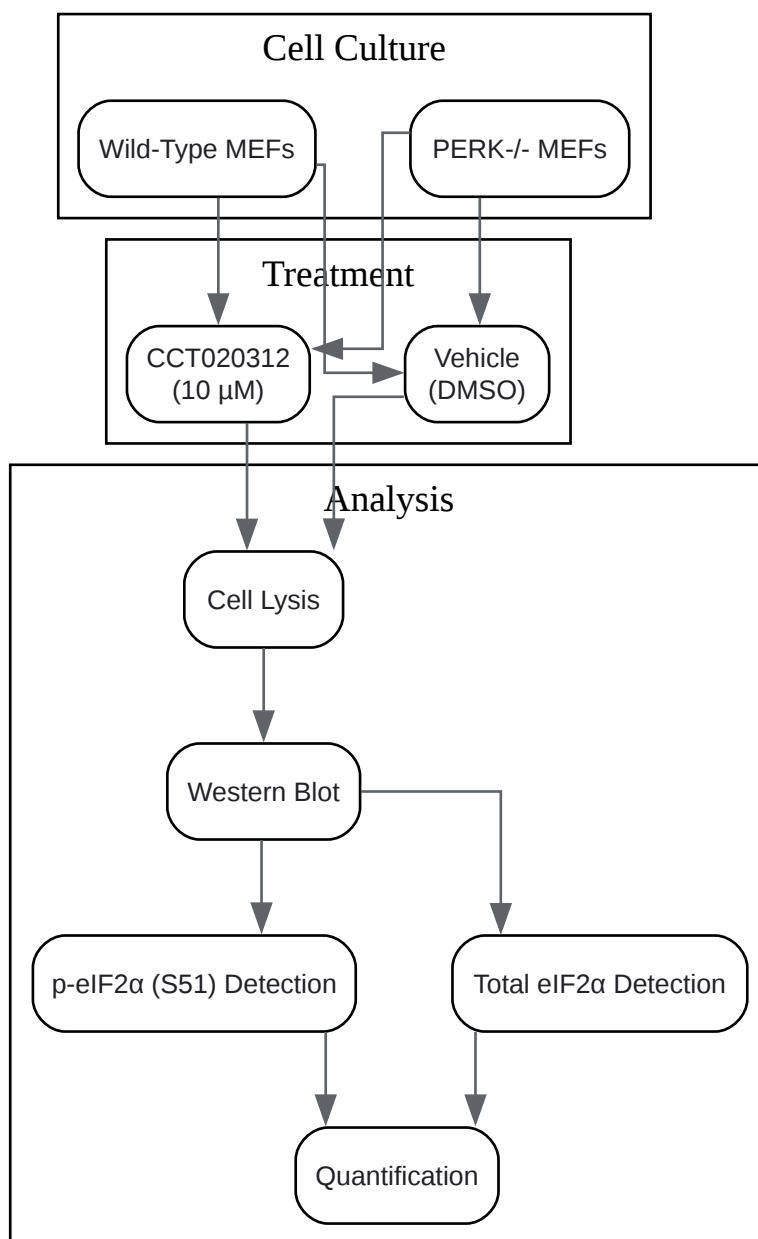 Cell Culture
Wild-Type MEFs
PERK-/- MEFs
Treatment
CCT020312
(10 µM)
Vehicle
(DMSO)
Analysis
Cell Lysis
Western Blot
p-eIF2α (S51) Detection
Total eIF2α Detection
Quantification